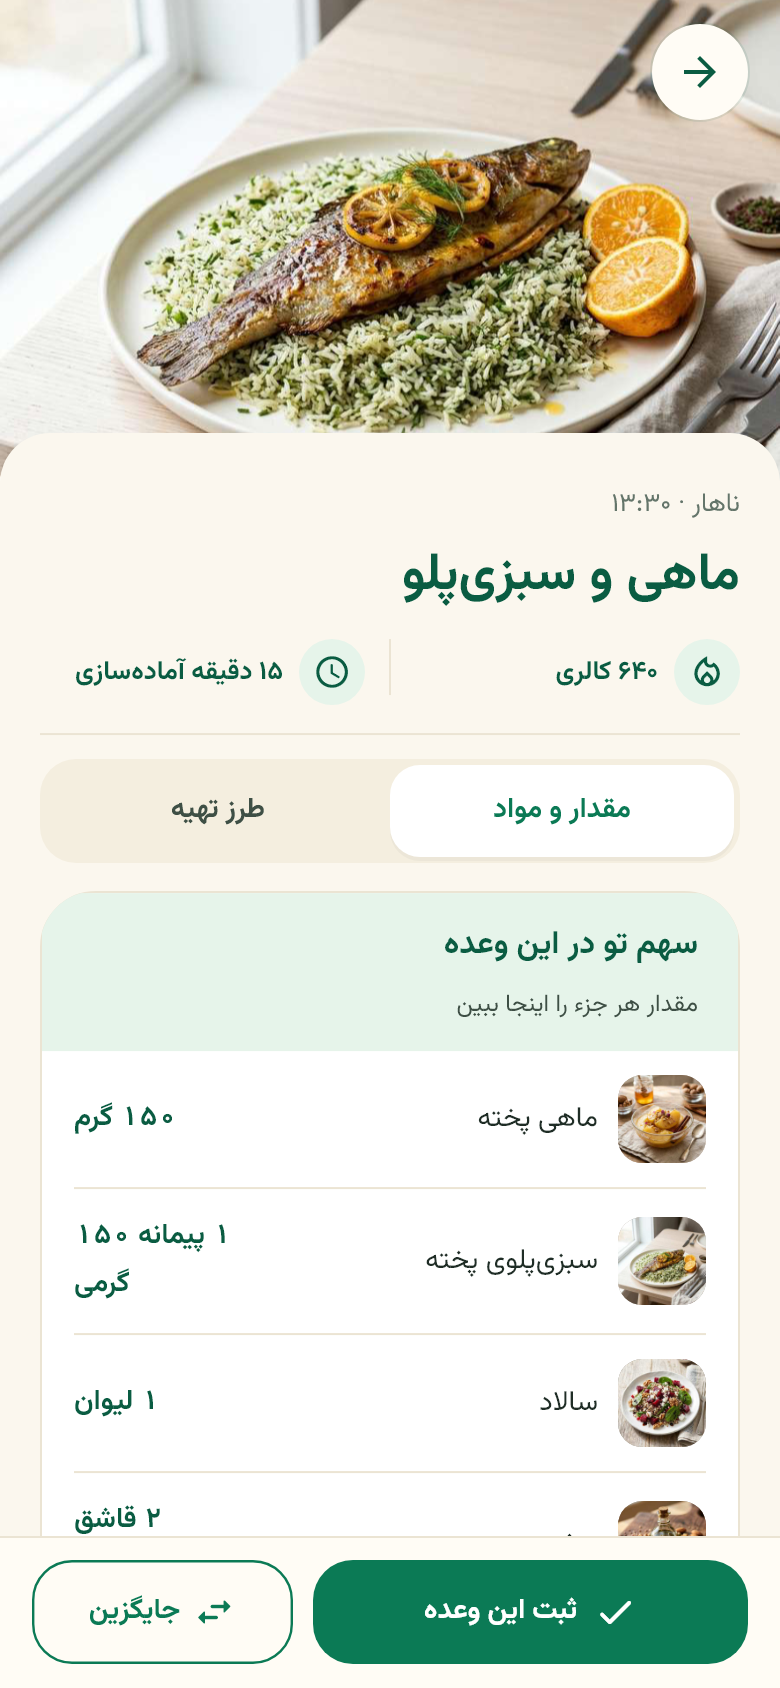 ناهار · ۱۳:۳۰
ماهی و سبزی‌پلو
۶۴۰ کالری
۱۵ دقیقه آماده‌سازی
مقدار و مواد
طرز تهیه
سهم تو در این وعده
مقدار هر جزء را اینجا ببین
ماهی پخته
۱۵۰ گرم
سبزی‌پلوی پخته
۱ پیمانه ۱۵۰
گرمی
سالاد
۱ لیوان
۲ قاشق
ثبت این وعده
جایگزین